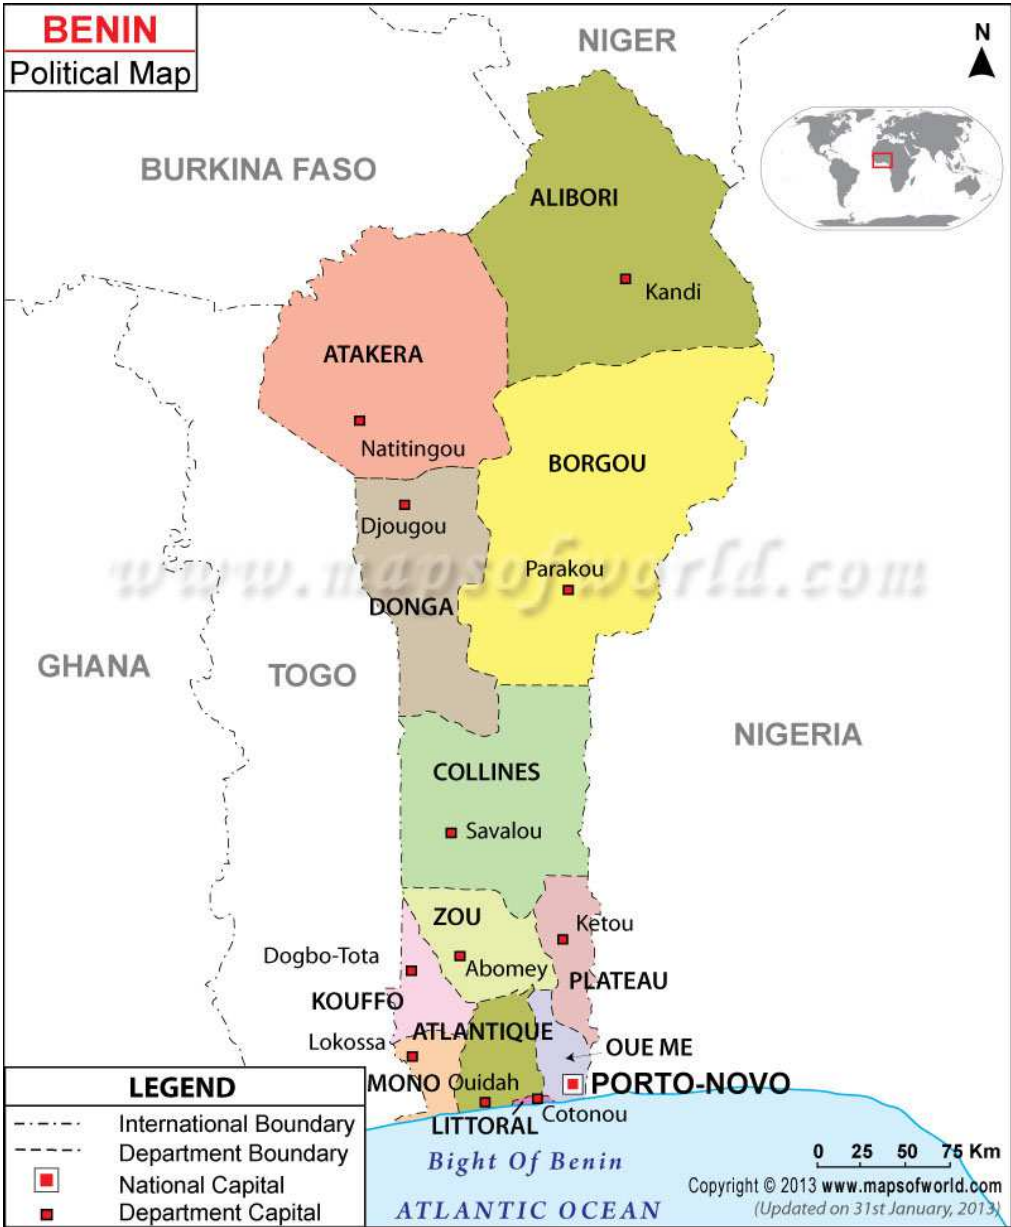 BENIN
Political Map
NIGER
N
BURKINA FASO
ALIBORI
Kandi
ATAKERA
Natitingou
BORGOU
Djougou
www.mapsofworld.com
Parakou
DONGA
GHANA
TOGO
NIGERIA
COLLINES
Savalou
ZOU
Ketou
Dogbo-Tota
Abomey
PLATEAU
KOUFFO
ATLANTIQUE
Lokossa
OUE ME
MONO
Ouidah
PORTO-NOVO
LITTORAL
Cotonou
LEGEND
International Boundary
Department Boundary
National Capital
Department Capital
Bight Of Benin
ATLANTIC OCEAN
0 25 50 75 Km
Copyright © 2013 www.mapsofworld.com
(Updated on 31st January, 2013)